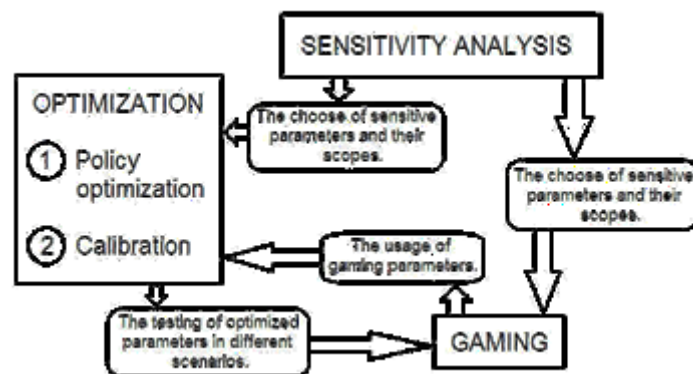 SENSITIVITY ANALYSIS
OPTIMIZATION
1 Policy
optimization
2 Calibration
The choose of sensitive
parameters and their
scopes.
The choose of sensitive
parameters and their
scopes.
The usage of
gaming parameters.
The testing of optimized
parameters in different
scenarios.
GAMING